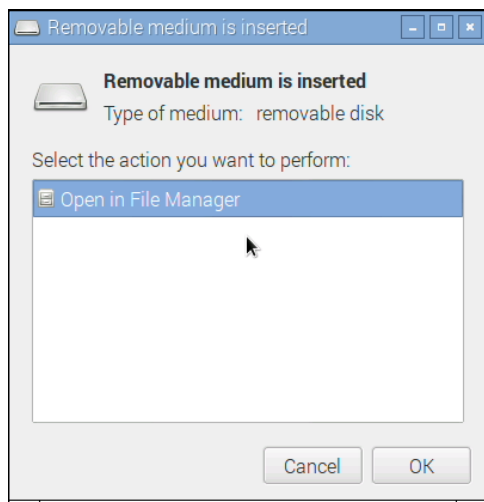 Removable medium is inserted
Removable medium is inserted
Type of medium: removable disk
Select the action you want to perform:
Open in File Manager
Cancel OK